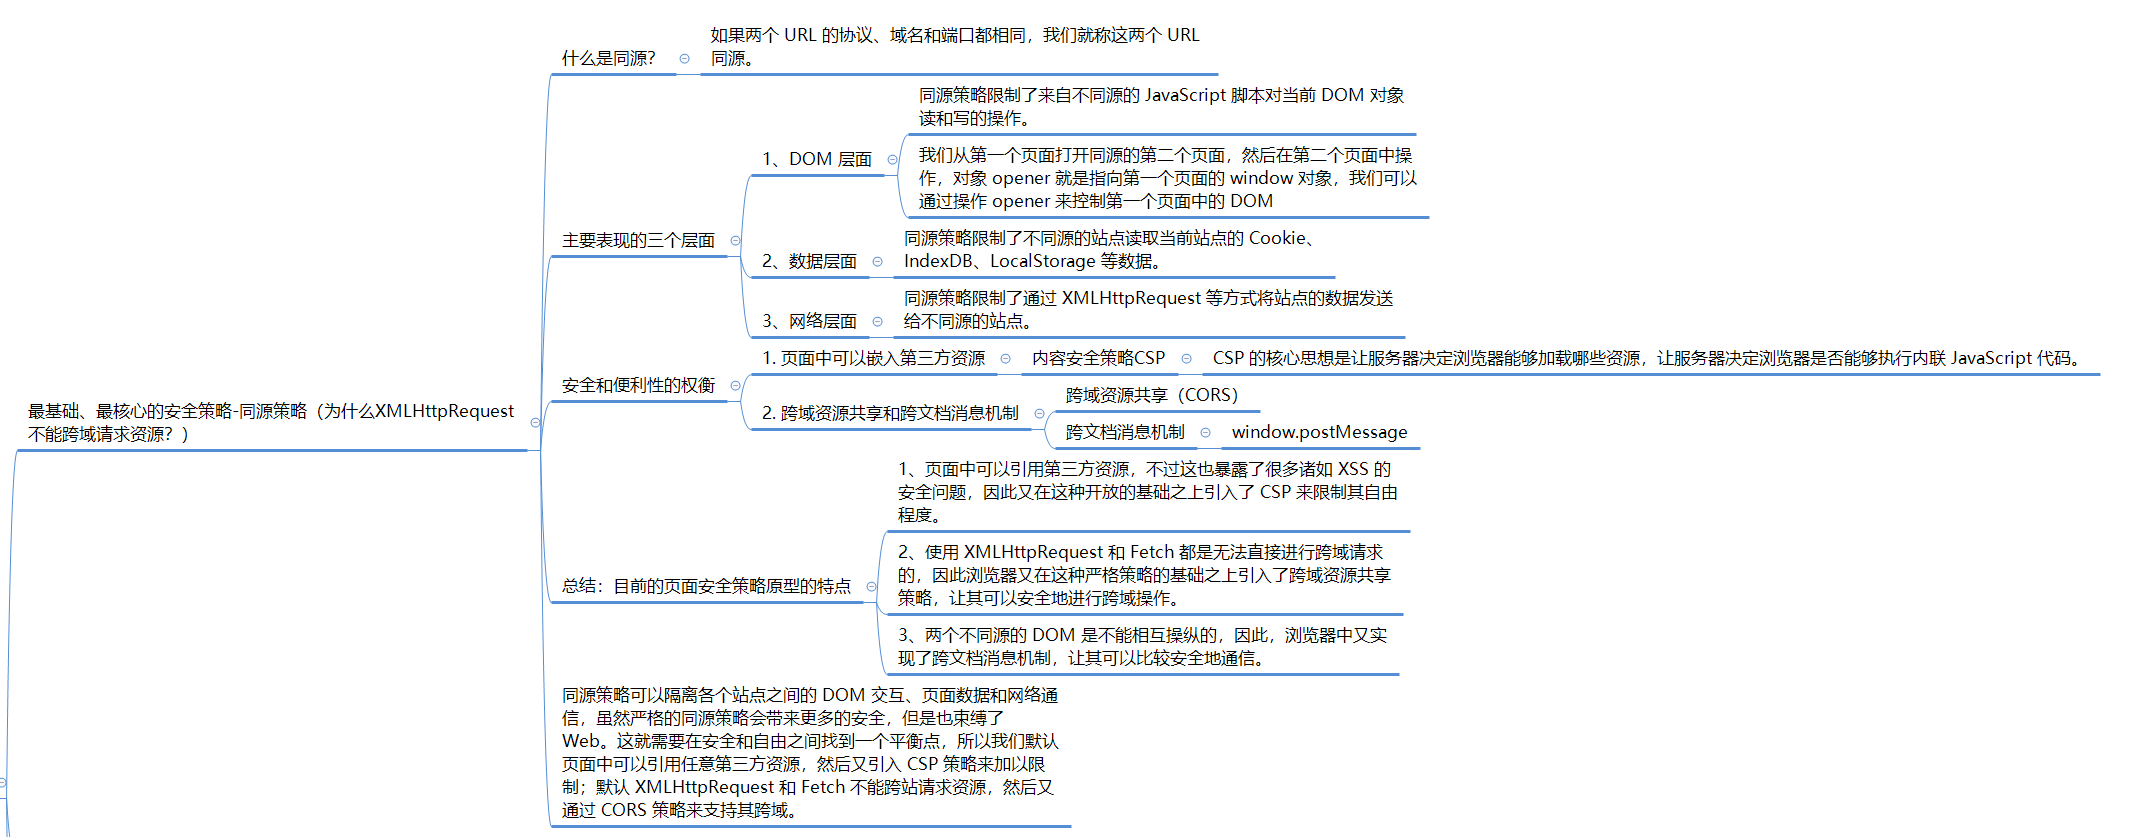 最基础、最核心的安全策略-同源策略（为什么XMLHttpRequest
不能跨域请求资源？）
什么是同源？
如果两个 URL 的协议、域名和端口都相同，我们就称这两个 URL
同源。
主要表现的三个层面
1、DOM 层面
同源策略限制了来自不同源的 JavaScript 脚本对当前 DOM 对象
读和写的操作。
我们从第一个页面打开同源的第二个页面，然后在第二个页面中操
作，对象 opener 就是指向第一个页面的 window 对象，我们可以
通过操作 opener 来控制第一个页面中的 DOM
2、数据层面
同源策略限制了不同源的站点读取当前站点的 Cookie、
IndexDB、LocalStorage 等数据。
3、网络层面
同源策略限制了通过 XMLHttpRequest 等方式将站点的数据发送
给不同源的站点。
安全和便利性的权衡
1. 页面中可以嵌入第三方资源
内容安全策略CSP
CSP 的核心思想是让服务器决定浏览器能够加载哪些资源，让服务器决定浏览器是否能够执行内联 JavaScript 代码。
2. 跨域资源共享和跨文档消息机制
跨域资源共享（CORS）
跨文档消息机制
window.postMessage
总结：目前的页面安全策略原型的特点
1、页面中可以引用第三方资源，不过这也暴露了很多诸如 XSS 的
安全问题，因此又在这种开放的基础之上引入了 CSP 来限制其自由
程度。
2、使用 XMLHttpRequest 和 Fetch 都是无法直接进行跨域请求
的，因此浏览器又在这种严格策略的基础之上引入了跨域资源共享
策略，让其可以安全地进行跨域操作。
3、两个不同源的 DOM 是不能相互操纵的，因此，浏览器中又实
现了跨文档消息机制，让其可以比较安全地通信。
同源策略可以隔离各个站点之间的 DOM 交互、页面数据和网络通
信，虽然严格的同源策略会带来更多的安全，但是也束缚了
Web。这就需要在安全和自由之间找到一个平衡点，所以我们默认
页面中可以引用任意第三方资源，然后又引入 CSP 策略来加以限
制；默认 XMLHttpRequest 和 Fetch 不能跨站请求资源，然后又
通过 CORS 策略来支持其跨域。